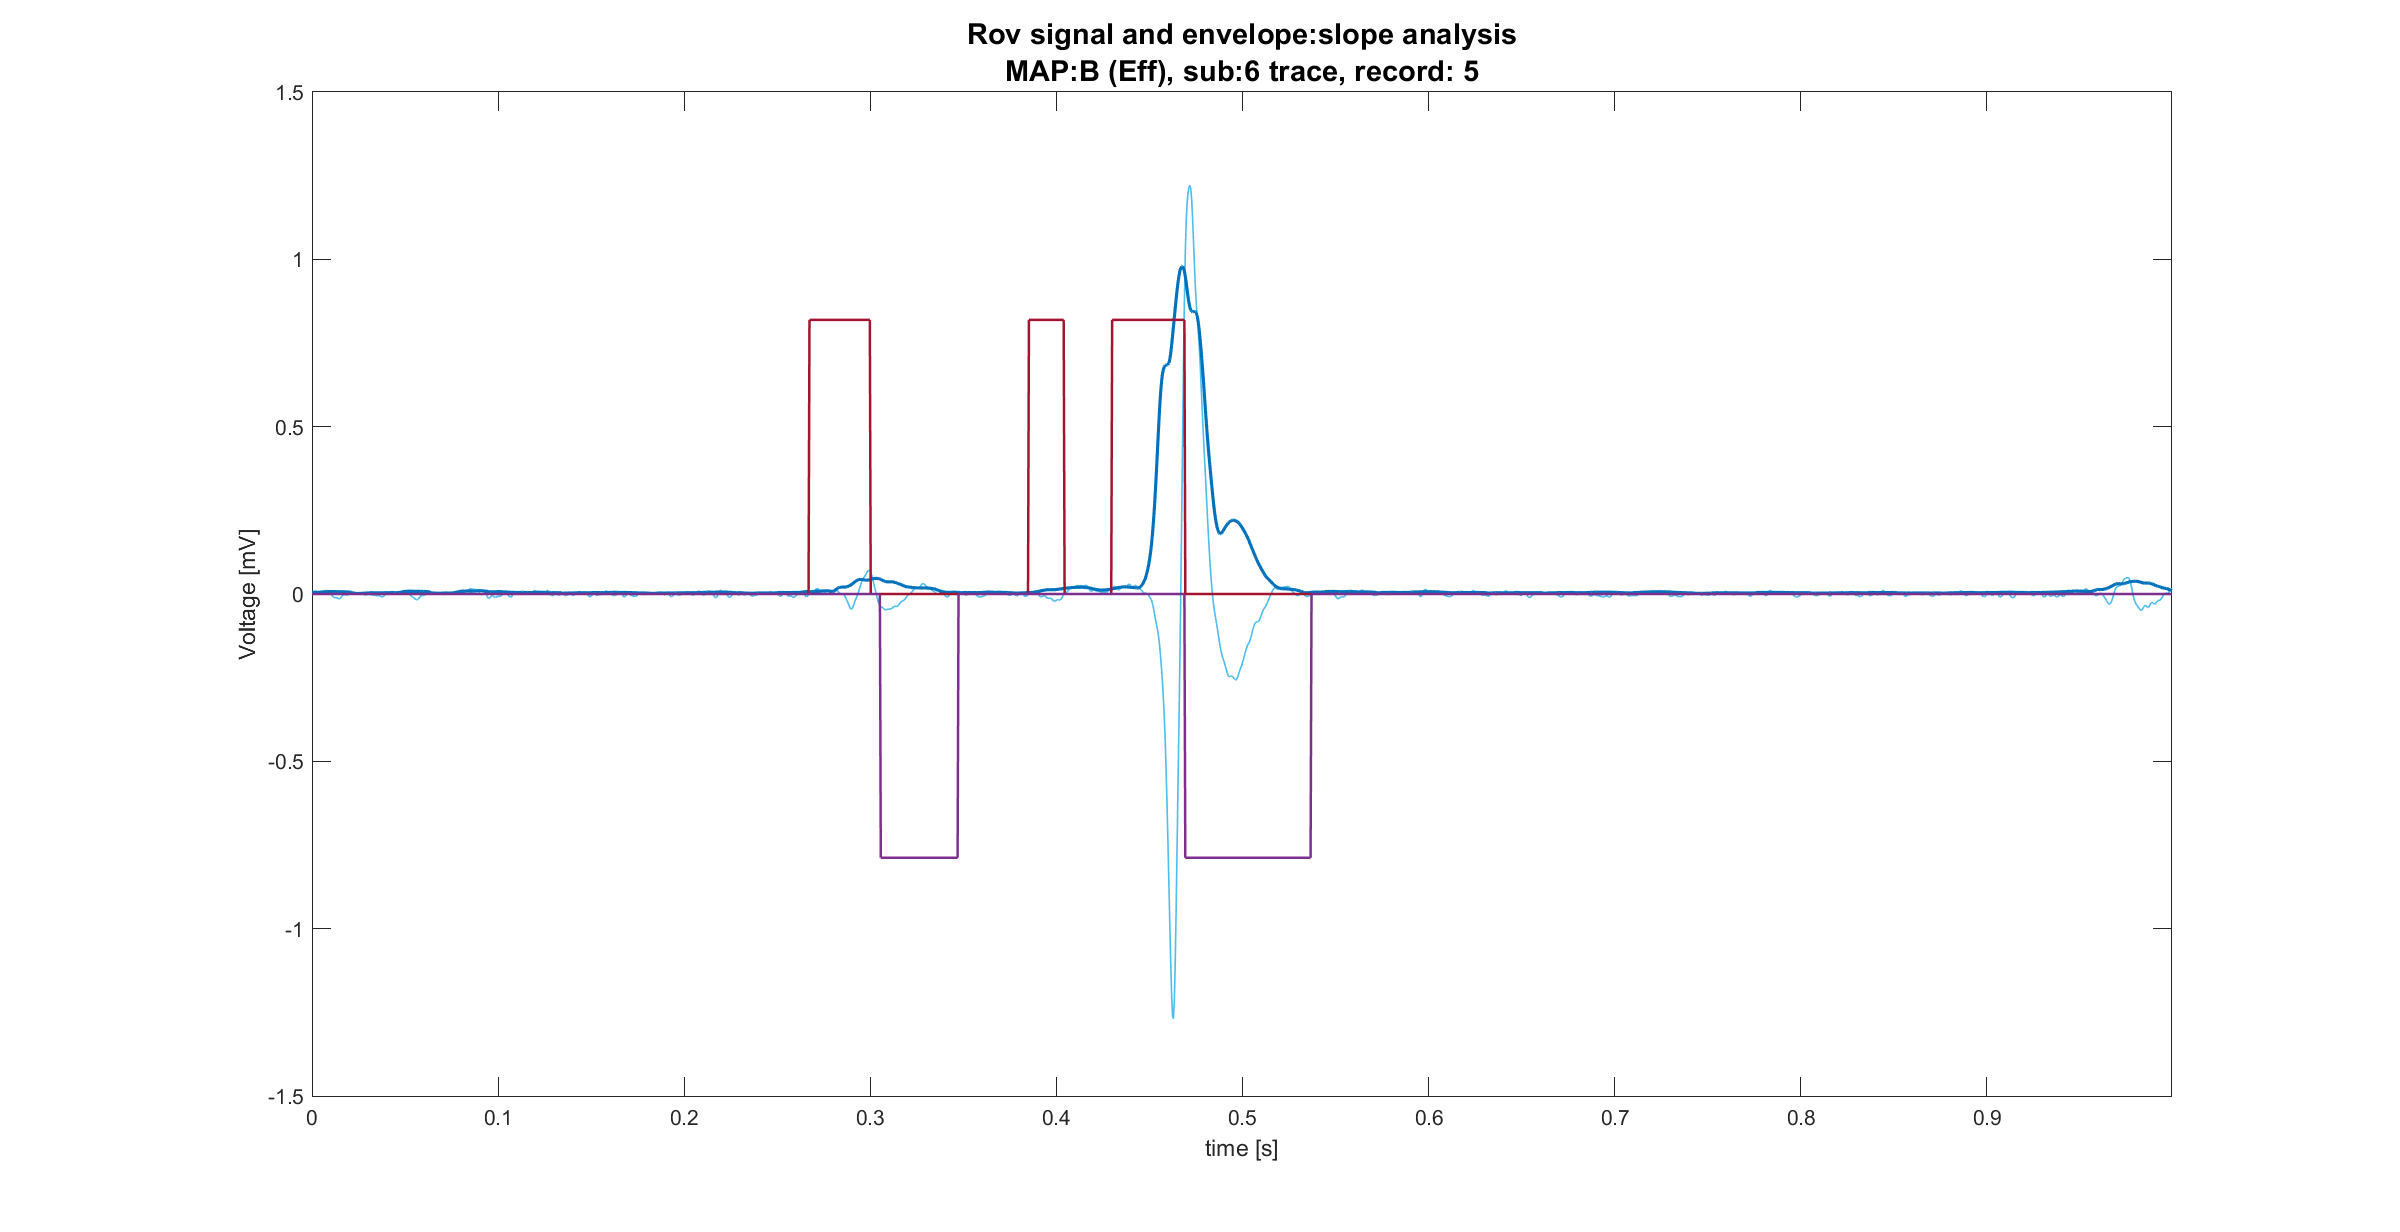 Rov signal and envelope:slope analysis
MAP:B (Eff), sub:6 trace, record: 5
1.5
1
0.5
0
-0.5
-1
-1.5
Voltage [mV]
0 0.1 0.2 0.3 0.4 0.5 0.6 0.7 0.8 0.9
time [s]